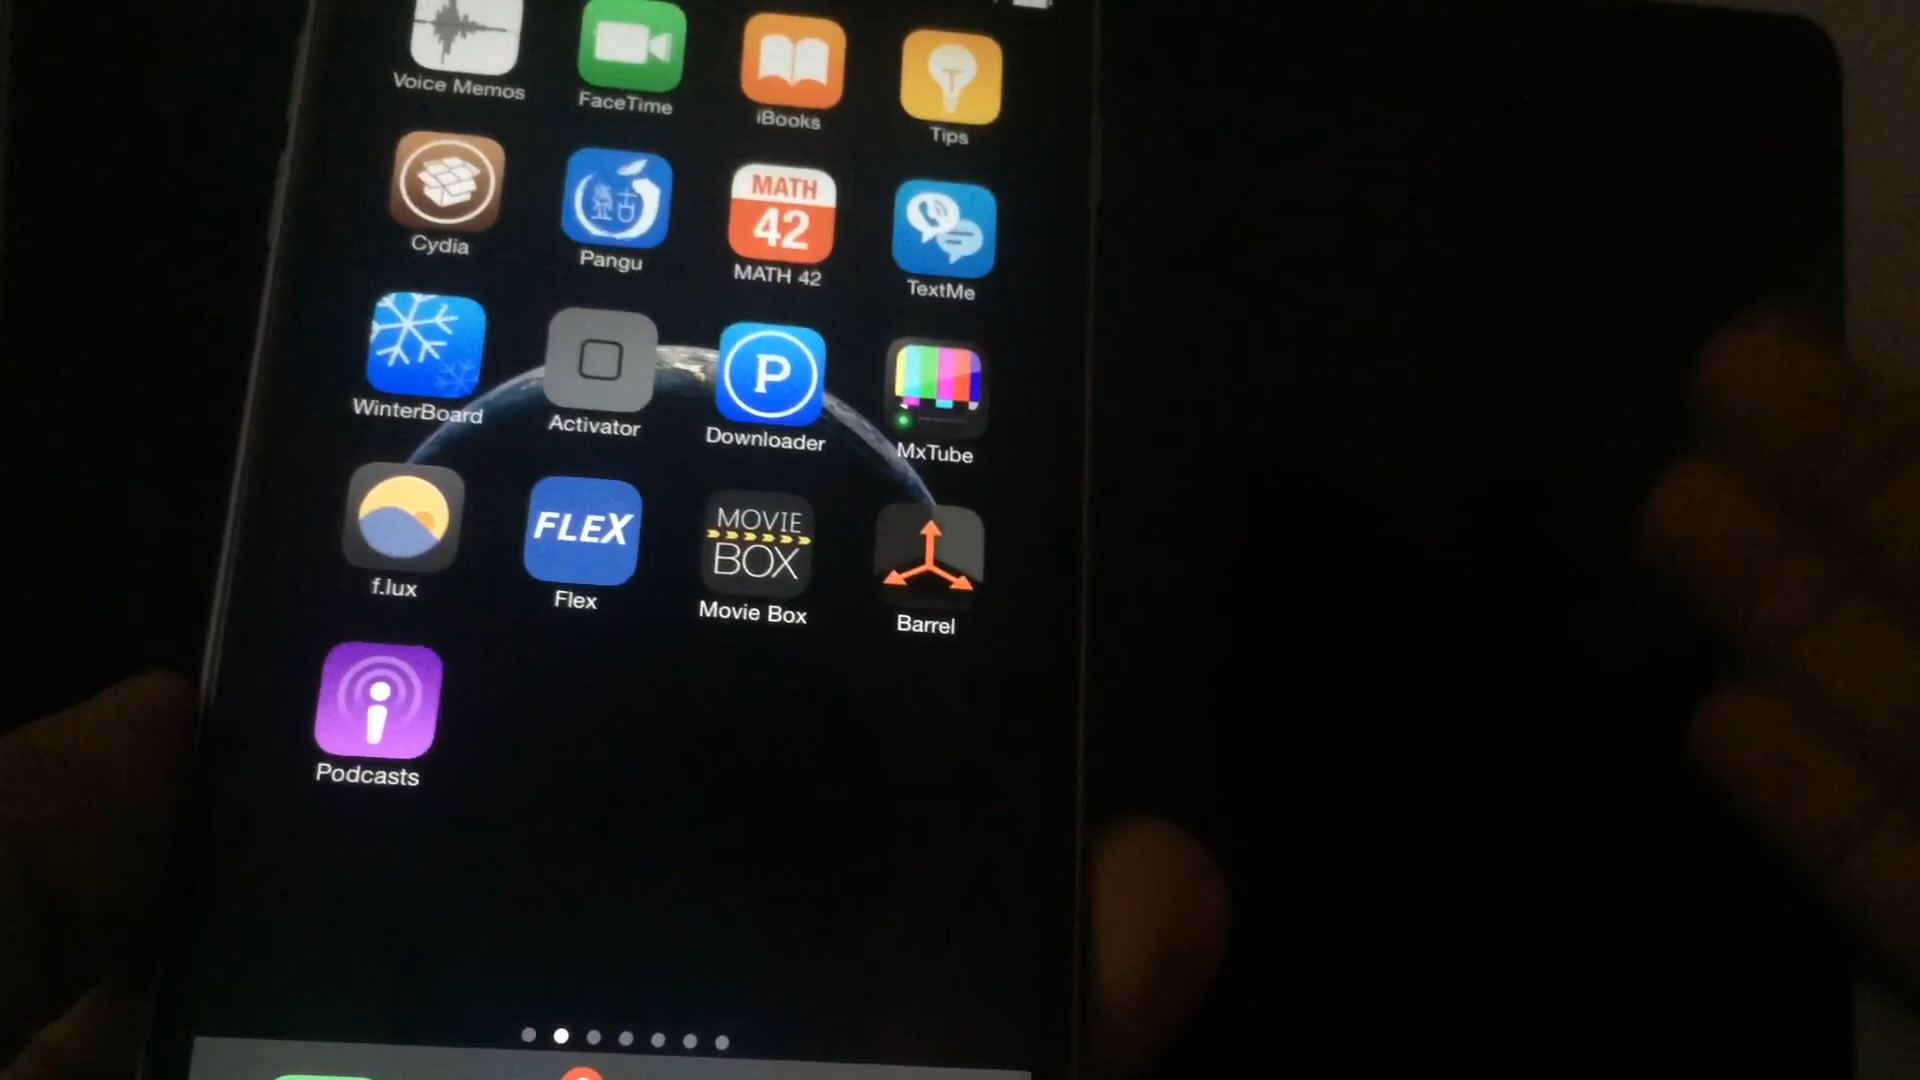 Voice Memos
FaceTime
iBooks
Tips
Cydia
Pangu
MATH
42
MATH 42
TextMe
WinterBoard
Activator
P
Downloader
MxTube
f.lux
FLEX
Flex
MOVIE
BOX
Movie Box
Barrel
Podcasts